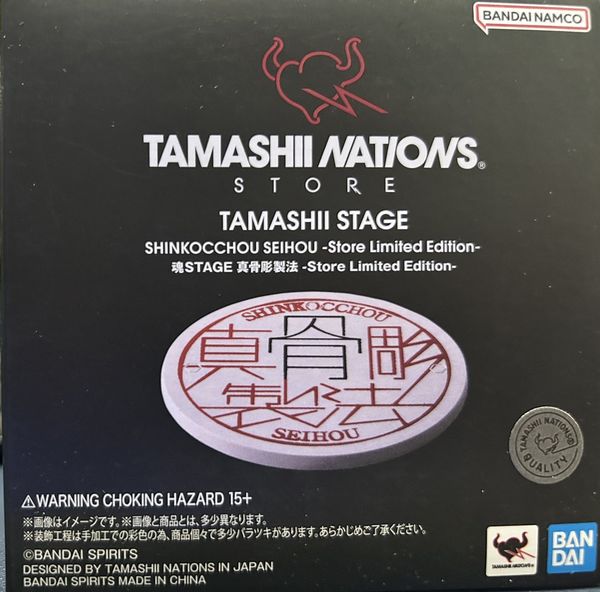 BANDAI NAMCO
TAMASHII NATIONS®
STORE
TAMASHII STAGE
SHINKOCCHOU SEIHOU -Store Limited Edition-
魂STAGE 真骨彫製法 -Store Limited Edition-
SHINKOCCHOU
真骨彫
製法
SEIHOU
TAMASHII NATIONS®
QUALITY
⚠WARNING CHOKING HAZARD 15+
※画像はイメージです。※画像と商品とは、多少異なります。
※装飾工程は手加工での彩色の為、商品個々で多少バラツキがあります。あらかじめご了承ください。
©BANDAI SPIRITS
DESIGNED BY TAMASHII NATIONS IN JAPAN
BANDAI SPIRITS MADE IN CHINA
TAMASHII NATIONS®
BAN
DAI